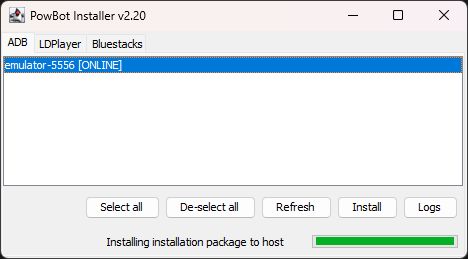 PowBot Installer v2.20
ADB LDPlayer Bluestacks
emulator-5556 [ONLINE]
Select all De-select all Refresh Install Logs
Installing installation package to host